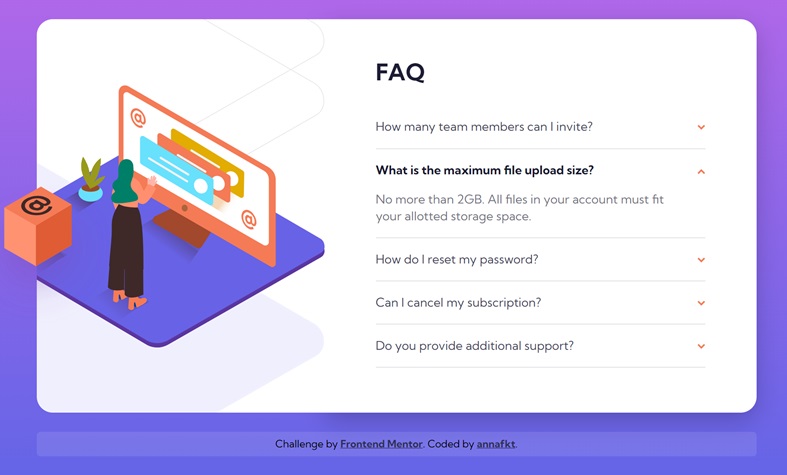 FAQ
How many team members can I invite?
What is the maximum file upload size?
No more than 2GB. All files in your account must fit
your allotted storage space.
How do I reset my password?
Can I cancel my subscription?
Do you provide additional support?
@
@
@
Challenge by Frontend Mentor. Coded by annafkt.